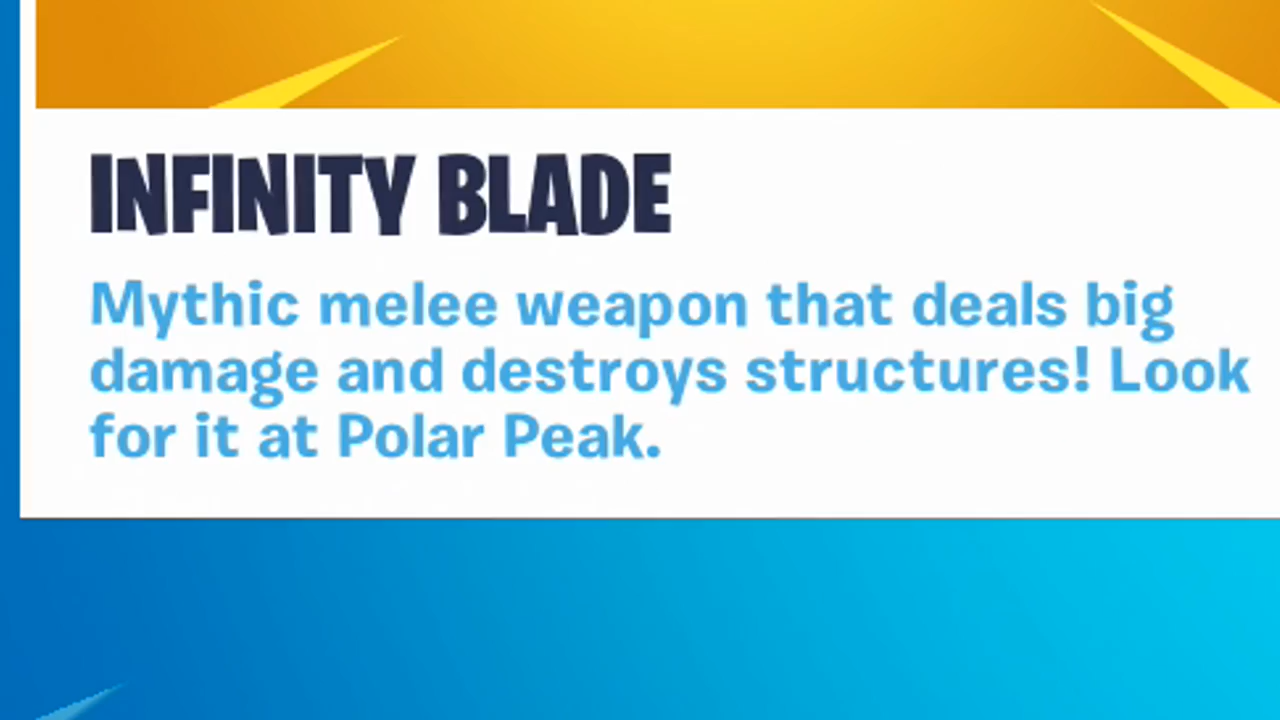 INFINITY BLADE
Mythic melee weapon that deals big
damage and destroys structures! Look
for it at Polar Peak.